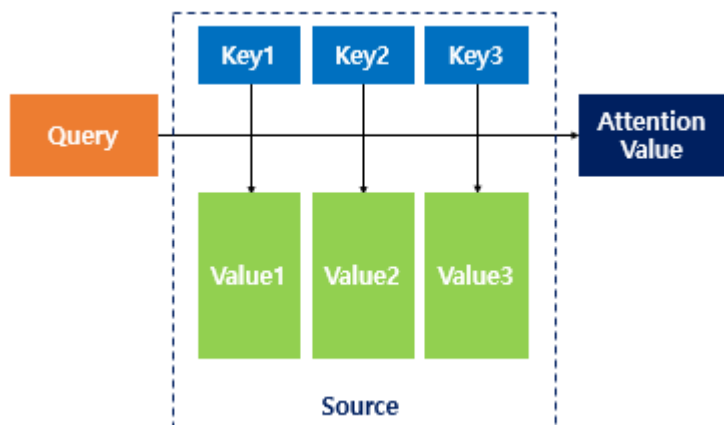 Key1 Key2 Key3
Query
Attention
Value
Value1 Value2 Value3
Source